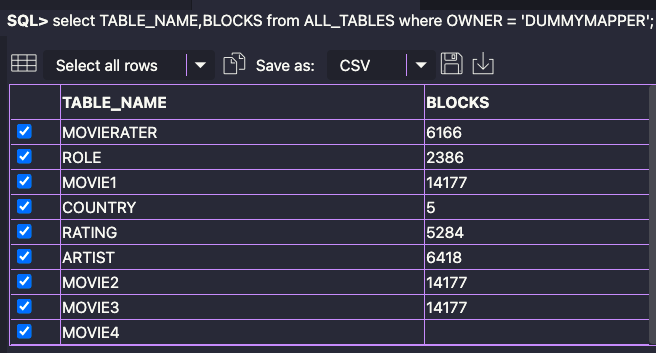 SQL> select TABLE_NAME,BLOCKS from ALL_TABLES where OWNER = 'DUMMYMAPPER';
Select all rows Save as: CSV
TABLE_NAME BLOCKS
MOVIERATER 6166
ROLE 2386
MOVIE1 14177
COUNTRY 5
RATING 5284
ARTIST 6418
MOVIE2 14177
MOVIE3 14177
MOVIE4